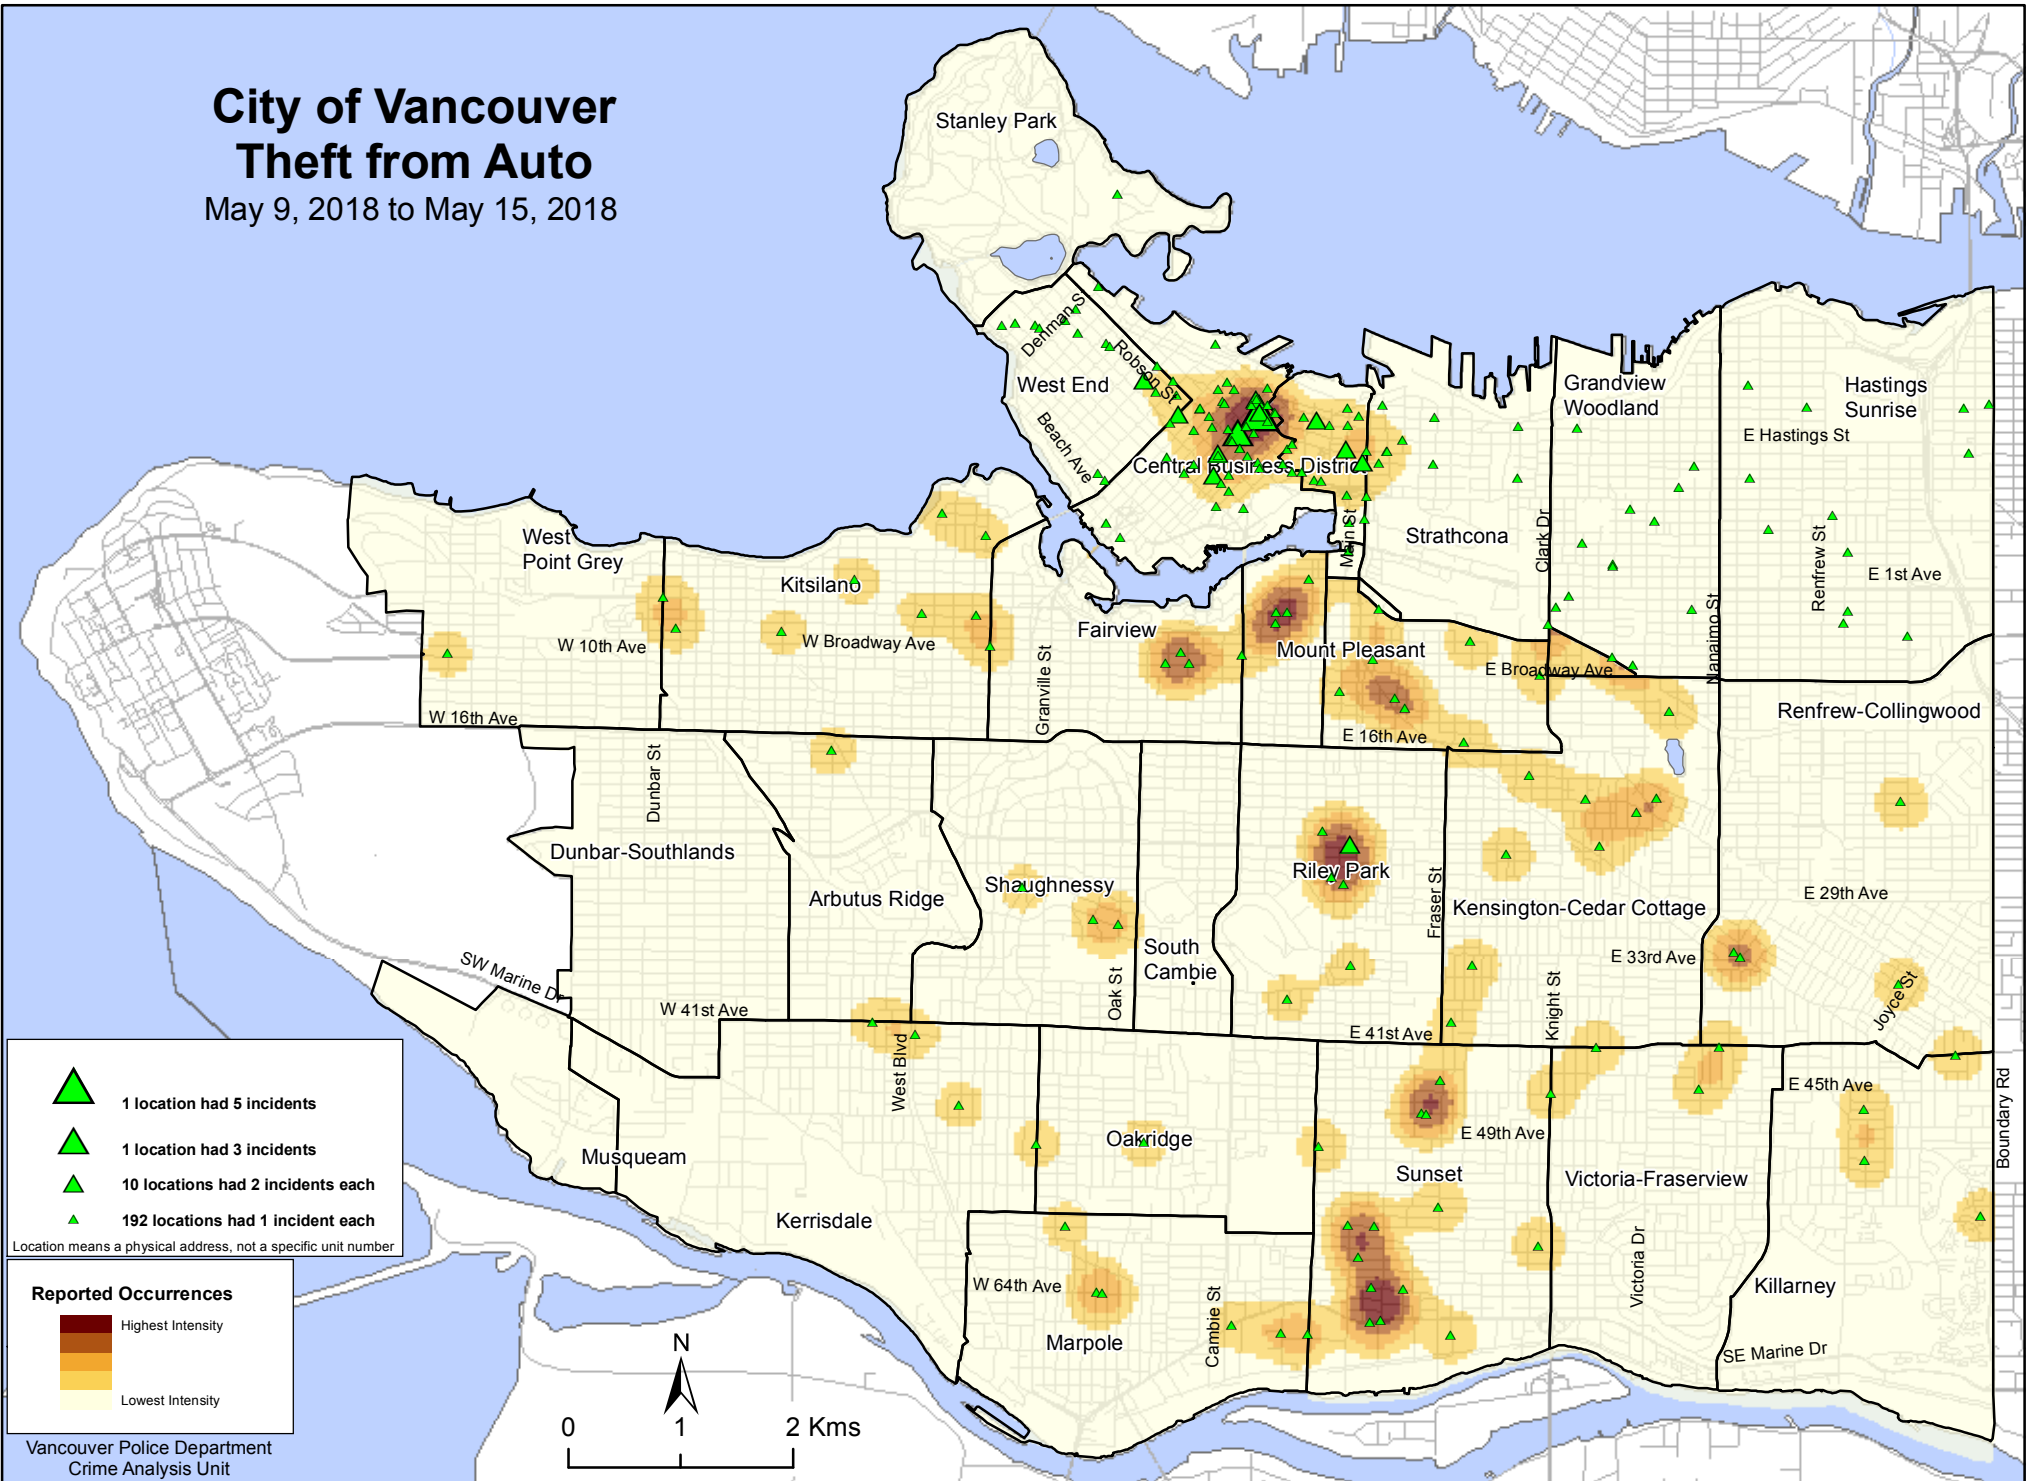 City of Vancouver
Theft from Auto
May 9, 2018 to May 15, 2018
Stanley Park
Denman S
Robson St
West End
Beach Ave
Central Business District
Grandview
Woodland
Hastings
Sunrise
E Hastings St
West
Point Grey
Kitsilano
Fairview
Main St
Strathcona
Clark Dr
Renfrew St
E 1st Ave
Nanaimo St
W 10th Ave
W Broadway Ave
Granville St
Mount Pleasant
E Broadway Ave
W 16th Ave
E 16th Ave
Renfrew-Collingwood
Dunbar St
Dunbar-Southlands
Arbutus Ridge
Shaughnessy
Riley Park
Fraser St
Kensington-Cedar Cottage
E 29th Ave
South
Cambie
E 33rd Ave
SW Marine Dr
W 41st Ave
Oak St
E 41st Ave
Knight St
Joyce St
West Blvd
E 45th Ave
Boundary Rd
Musqueam
Oakridge
E 49th Ave
Sunset
Victoria-Fraserview
Kerrisdale
W 64th Ave
Marpole
Cambie St
Victoria Dr
Killarney
SE Marine Dr
1 location had 5 incidents
1 location had 3 incidents
10 locations had 2 incidents each
192 locations had 1 incident each
Location means a physical address, not a specific unit number
Reported Occurrences
Highest Intensity
Lowest Intensity
N
0 1 2 Kms
Vancouver Police Department
Crime Analysis Unit